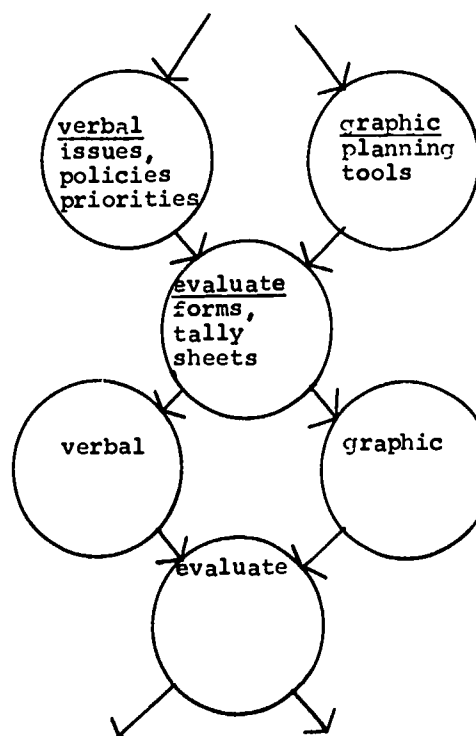 verbal
issues,
policies
priorities
graphic
planning
tools
evaluate
forms,
tally
sheets
verbal
graphic
evaluate